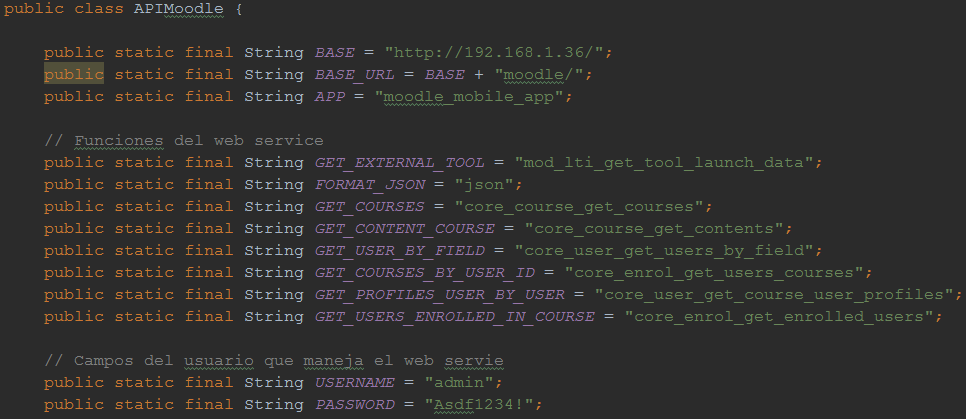 public class APIMoodle {
public static final String BASE = "http://192.168.1.36/";
public static final String BASE_URL = BASE + "moodle/";
public static final String APP = "moodle_mobile_app";
// Funciones del web service
public static final String GET_EXTERNAL_TOOL = "mod_lti_get_tool_launch_data";
public static final String FORMAT_JSON = "json";
public static final String GET_COURSES = "core_course_get_courses";
public static final String GET_CONTENT_COURSE = "core_course_get_contents";
public static final String GET_USER_BY_FIELD = "core_user_get_users_by_field";
public static final String GET_COURSES_BY_USER_ID = "core_enrol_get_users_courses";
public static final String GET_PROFILES_USER_BY_USER = "core_user_get_course_user_profiles";
public static final String GET_USERS_ENROLLED_IN_COURSE = "core_enrol_get_enrolled_users";
// Campos del usuario que maneja el web servie
public static final String USERNAME = "admin";
public static final String PASSWORD = "Asdf1234!";